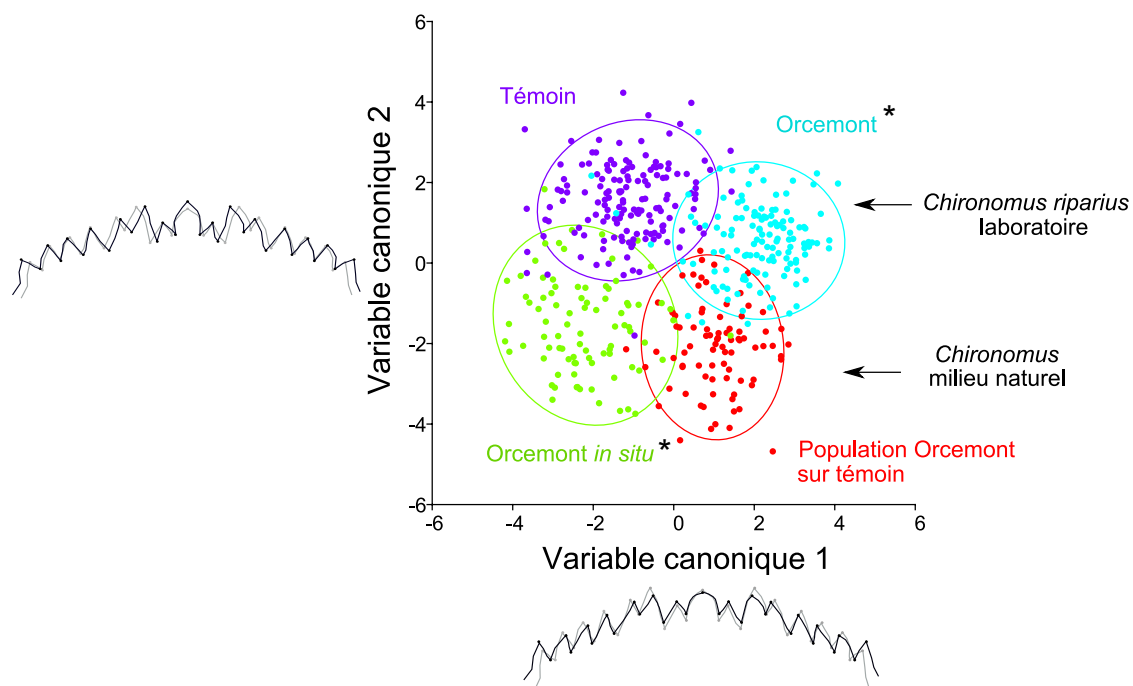 6
4
2
0
-2
-4
-6
Variable canonique 2
Témoin
Orcemont *
Chironomus riparius
laboratoire
Chironomus
milieu naturel
Orcemont in situ *
Population Orcemont
sur témoin
-6
-4
-2
0
2
4
6
Variable canonique 1